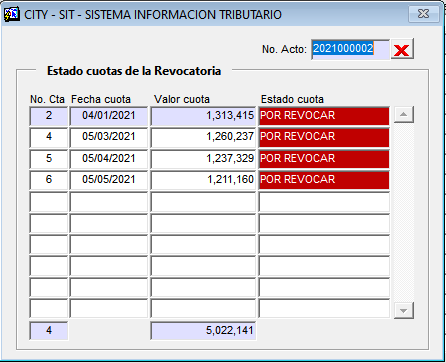 CITY - SIT - SISTEMA INFORMACION TRIBUTARIO
No. Acto: 2021000002
Estado cuotas de la Revocatoria
No. Cta Fecha cuota Valor cuota Estado cuota
2 04/01/2021 1,313,415 POR REVOCAR
4 05/03/2021 1,260,237 POR REVOCAR
5 05/04/2021 1,237,329 POR REVOCAR
6 05/05/2021 1,211,160 POR REVOCAR
4 5,022,141